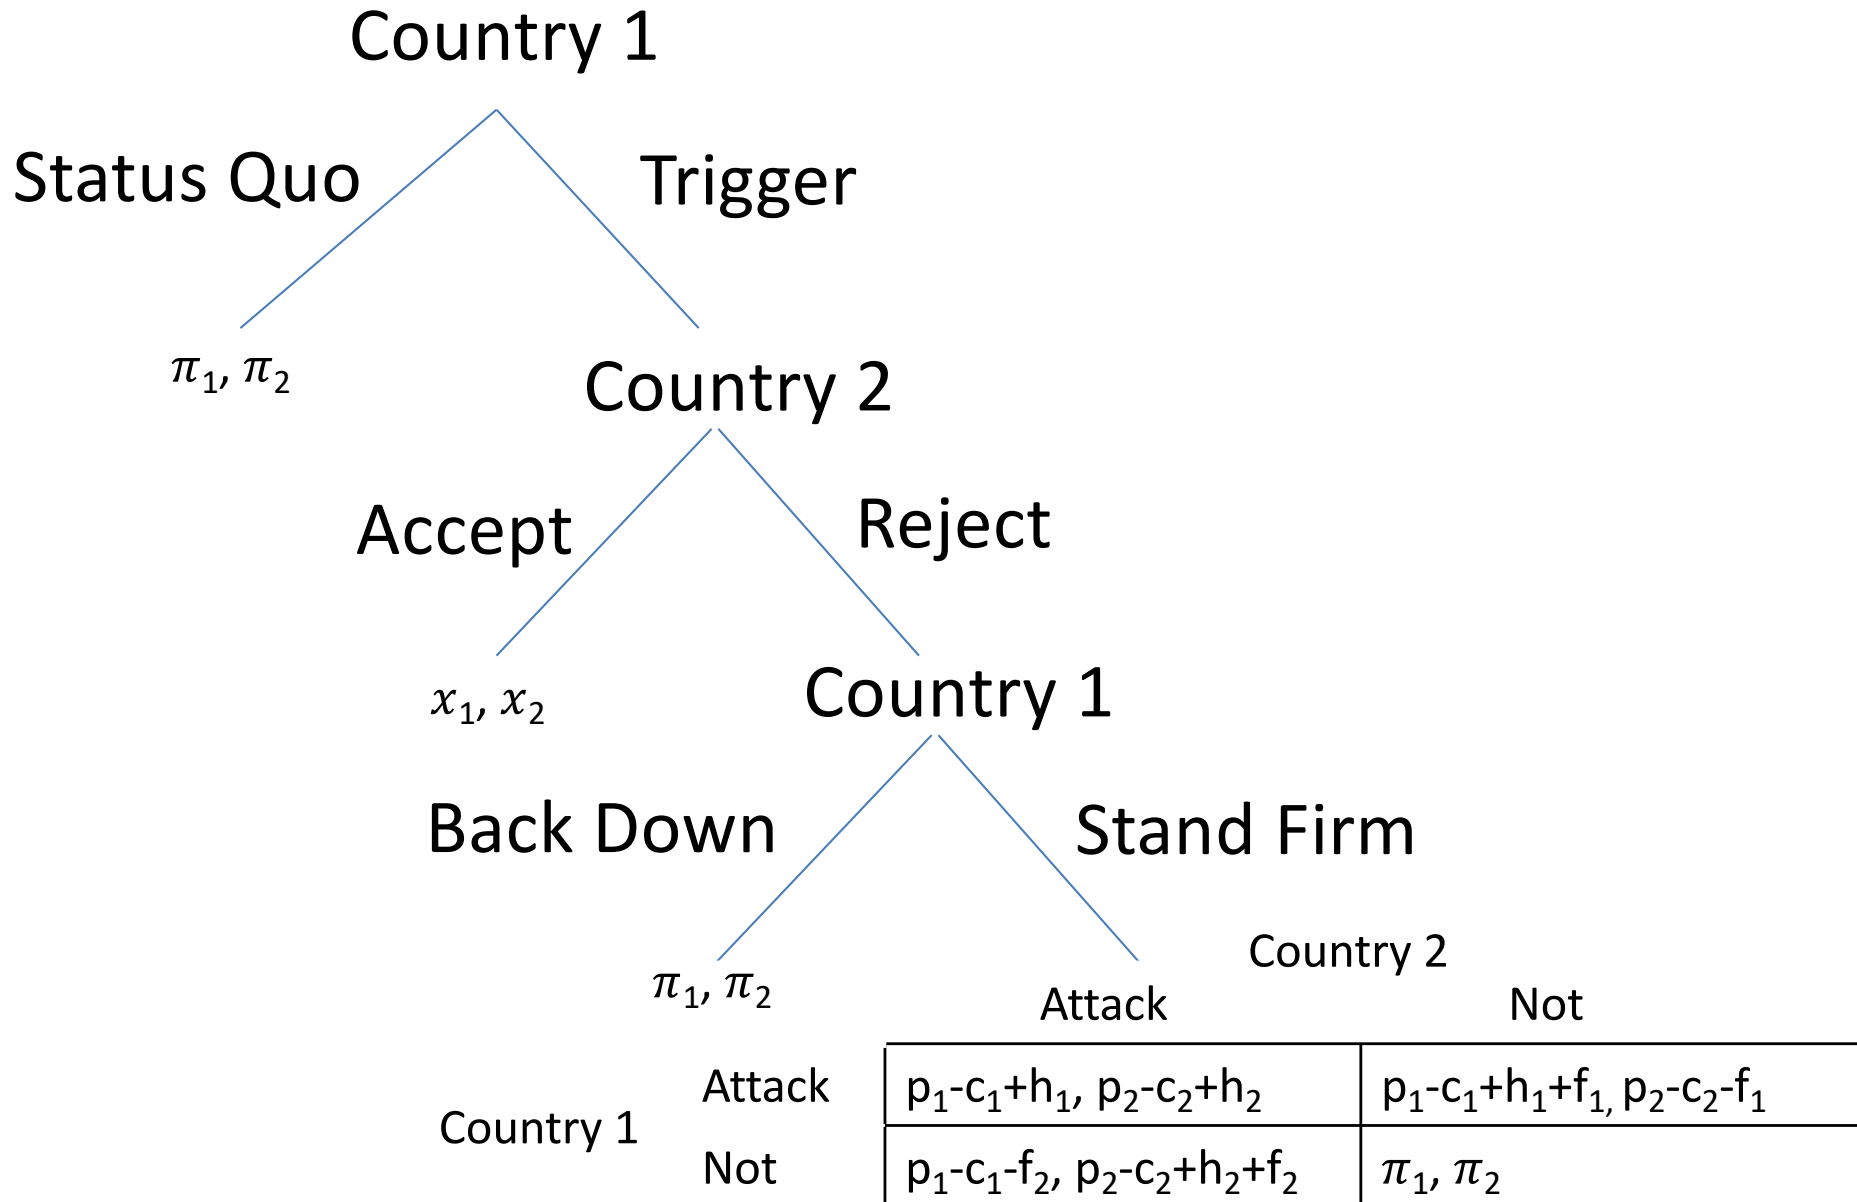 Country 1
Status Quo
Trigger
π₁, π₂
Country 2
Accept
Reject
x₁, x₂
Country 1
Back Down
Stand Firm
π₁, π₂
Country 2
Attack
Not
Country 1
Attack
p₁-c₁+h₁, p₂-c₂+h₂
p₁-c₁+h₁+f₁, p₂-c₂-f₁
Not
p₁-c₁-f₂, p₂-c₂+h₂+f₂
π₁, π₂